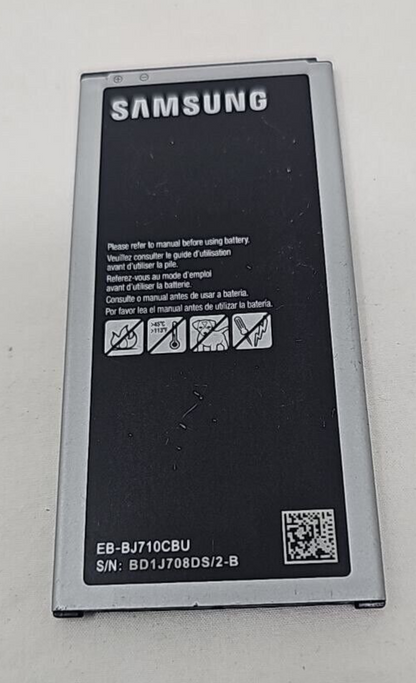 SAMSUNG
Please refer to manual before using battery.
Veuillez consulter le guide d'utilisation
avant d'utiliser la pile.
Referez-vous au mode d'emploi
avant d'utiliser la batterie.
Consulte o manual antes de usar a bateria.
Por favor lea el manual antes de utilizar la batería.
>45°C
>113°F
EB-BJ710CBU
S/N: BD1J708DS/2-B